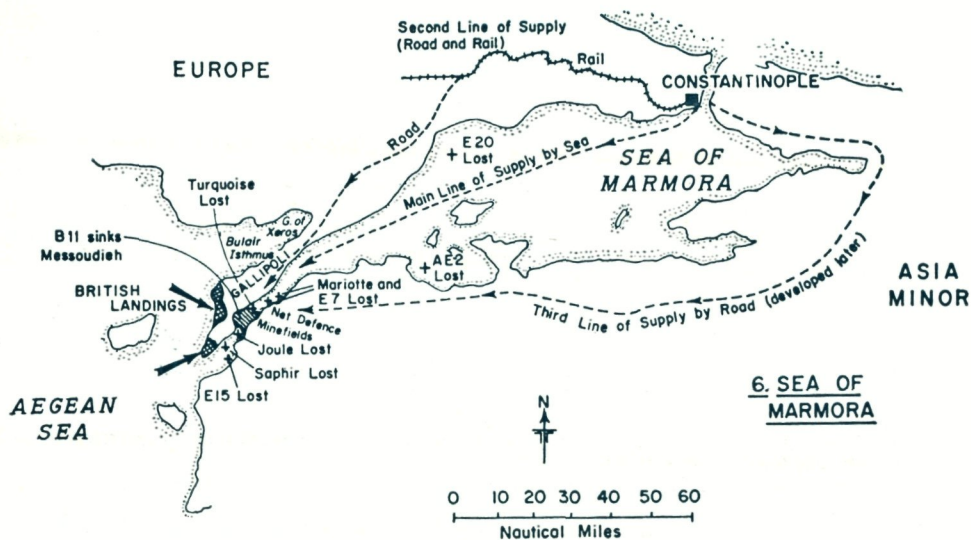 Second Line of Supply
(Road and Rail)
Rail
EUROPE
CONSTANTINOPLE
Road
E20
Lost
Main Line of Supply by Sea
SEA OF
MARMORA
Turquoise
Lost
G. of
Xeros
Bulair
Isthmus
B11 sinks
Messoudieh
GALLIPOLI
AE2
Lost
Mariotte and
E7 Lost
BRITISH
LANDINGS
Net Defence
Minefields
Third Line of Supply by Road (developed later)
ASIA
MINOR
Joule Lost
Saphir Lost
E15 Lost
AEGEAN
SEA
6. SEA OF
MARMORA
N
0 10 20 30 40 50 60
Nautical Miles